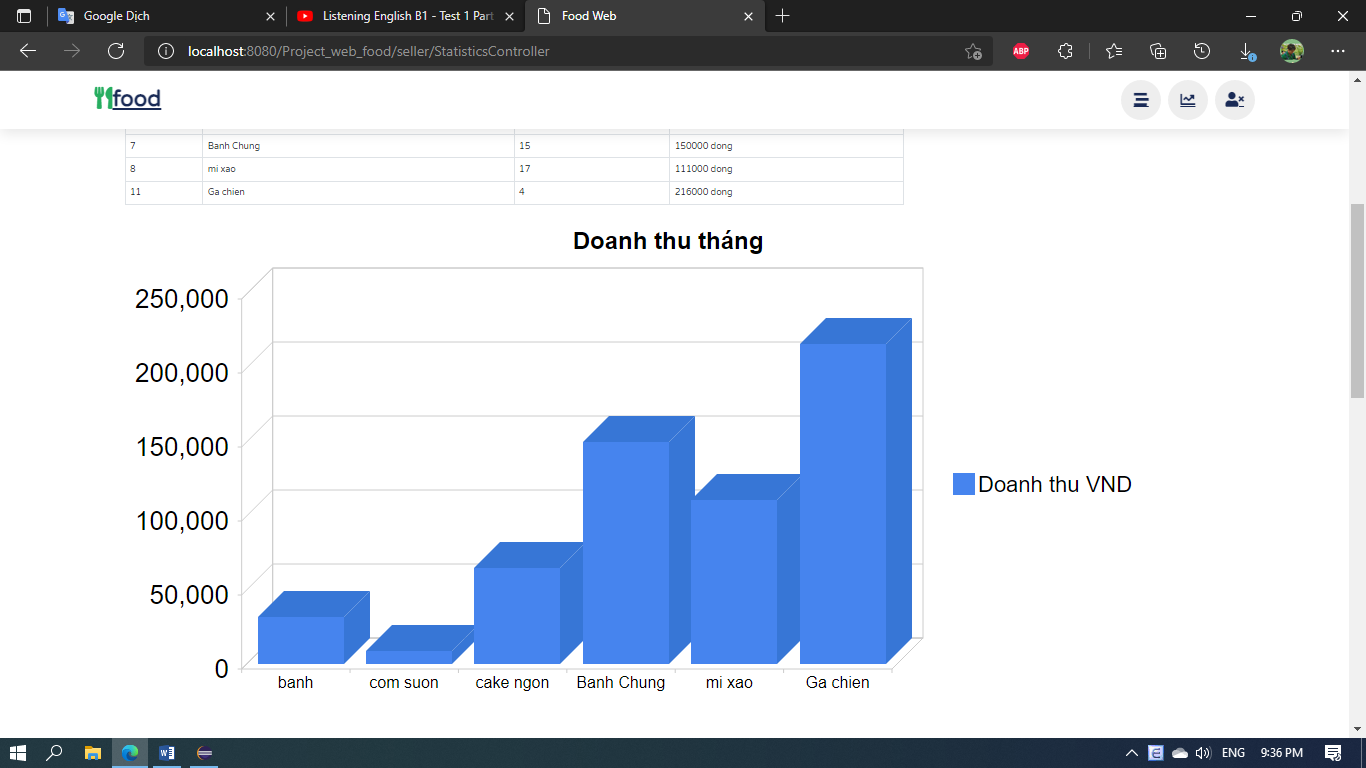 Google Dịch
Listening English B1 - Test 1 Part
Food Web
localhost:8080/Project_web_food/seller/StatisticsController
ABP
food
7 Banh Chung 15 150000 dong
8 mi xao 17 111000 dong
11 Ga chien 4 216000 dong
Doanh thu tháng
250,000
200,000
150,000
100,000
50,000
0
banh com suon cake ngon Banh Chung mi xao Ga chien
Doanh thu VND
ENG 9:36 PM